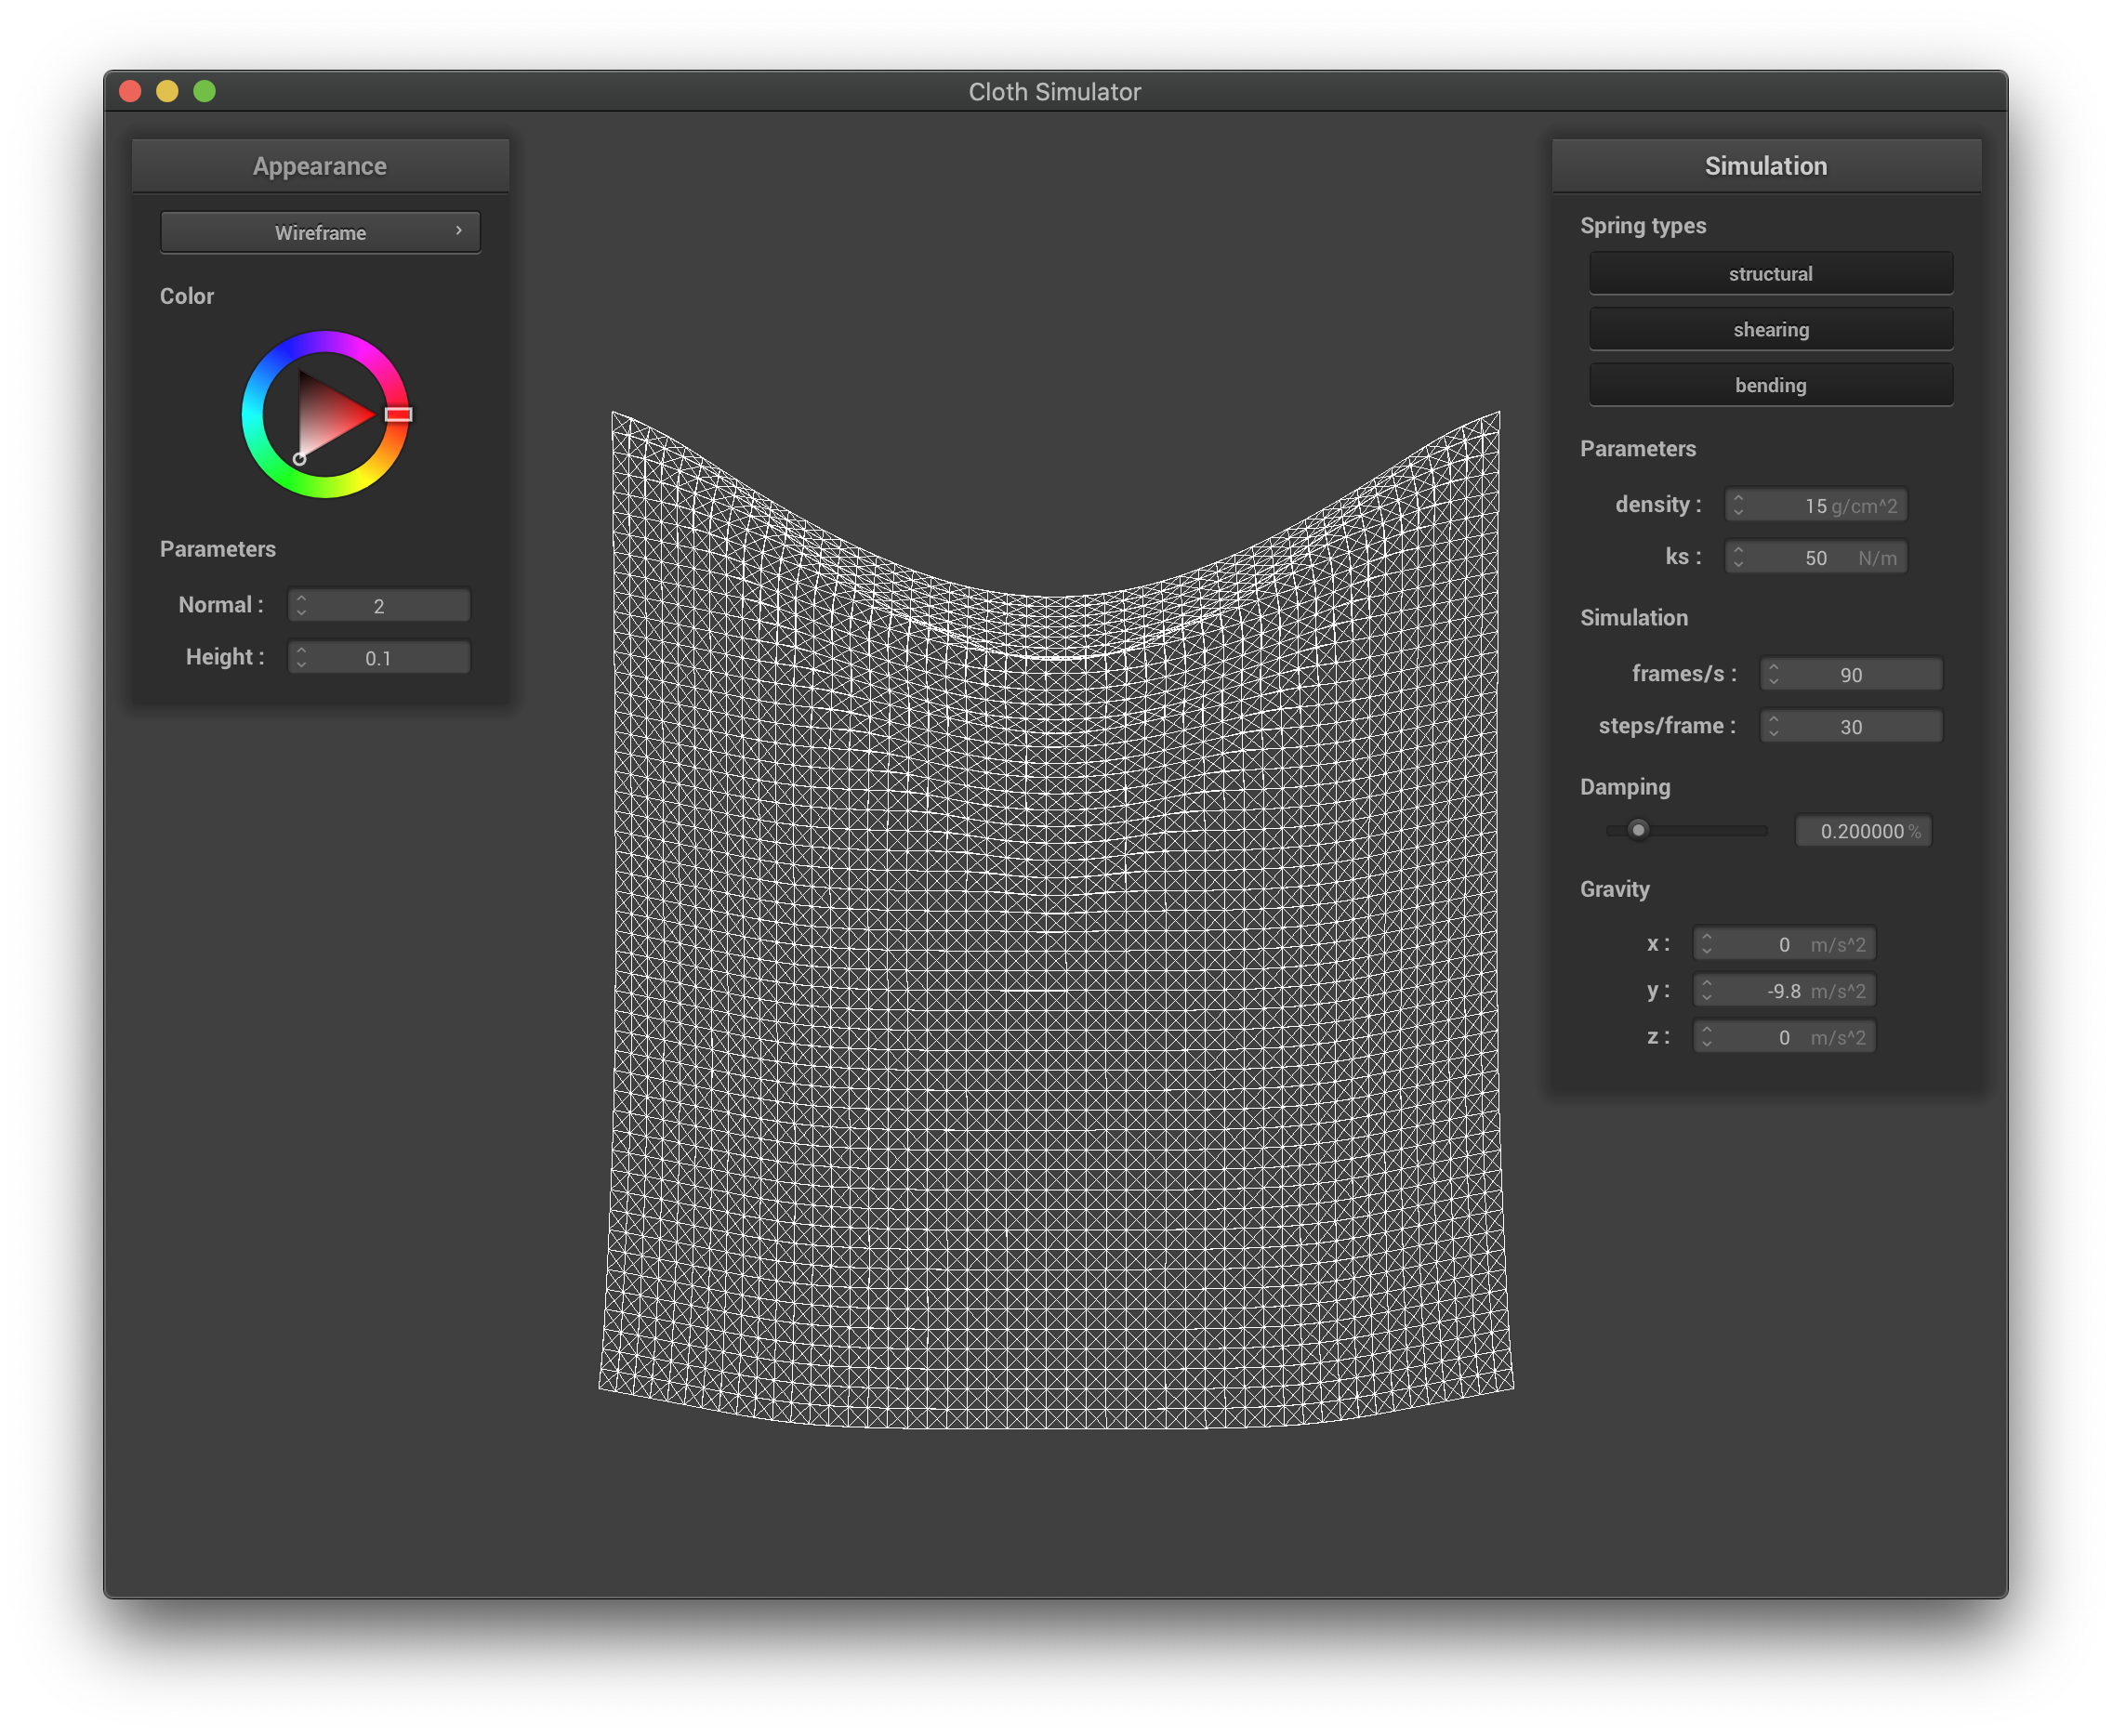 Cloth Simulator
Appearance
Wireframe
Color
Parameters
Normal : 2
Height : 0.1
Simulation
Spring types
structural
shearing
bending
Parameters
density : 15 g/cm^2
ks : 50 N/m
Simulation
frames/s : 90
steps/frame : 30
Damping
0.200000 %
Gravity
x : 0 m/s^2
y : -9.8 m/s^2
z : 0 m/s^2